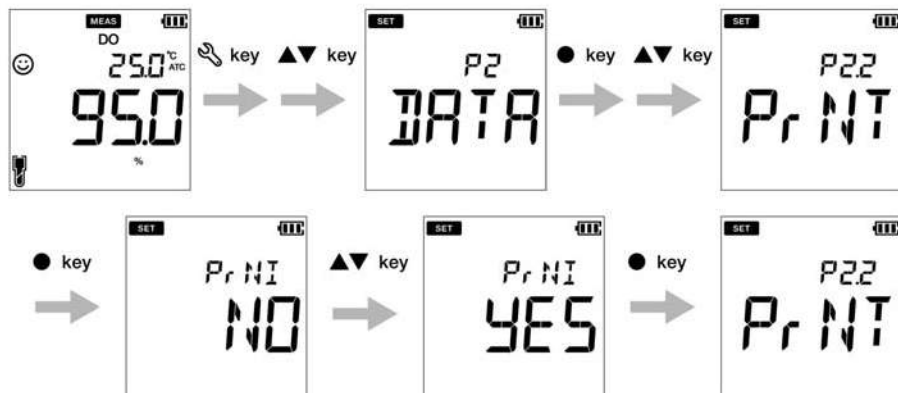 MEAS
DO
25.0 °C
ATC
95.0
%
key
▲▼ key
SET
P2
DATA
● key
▲▼ key
SET
P2.2
PrNT
● key
SET
PrNI
NO
▲▼ key
SET
PrNI
YES
● key
SET
P2.2
PrNT